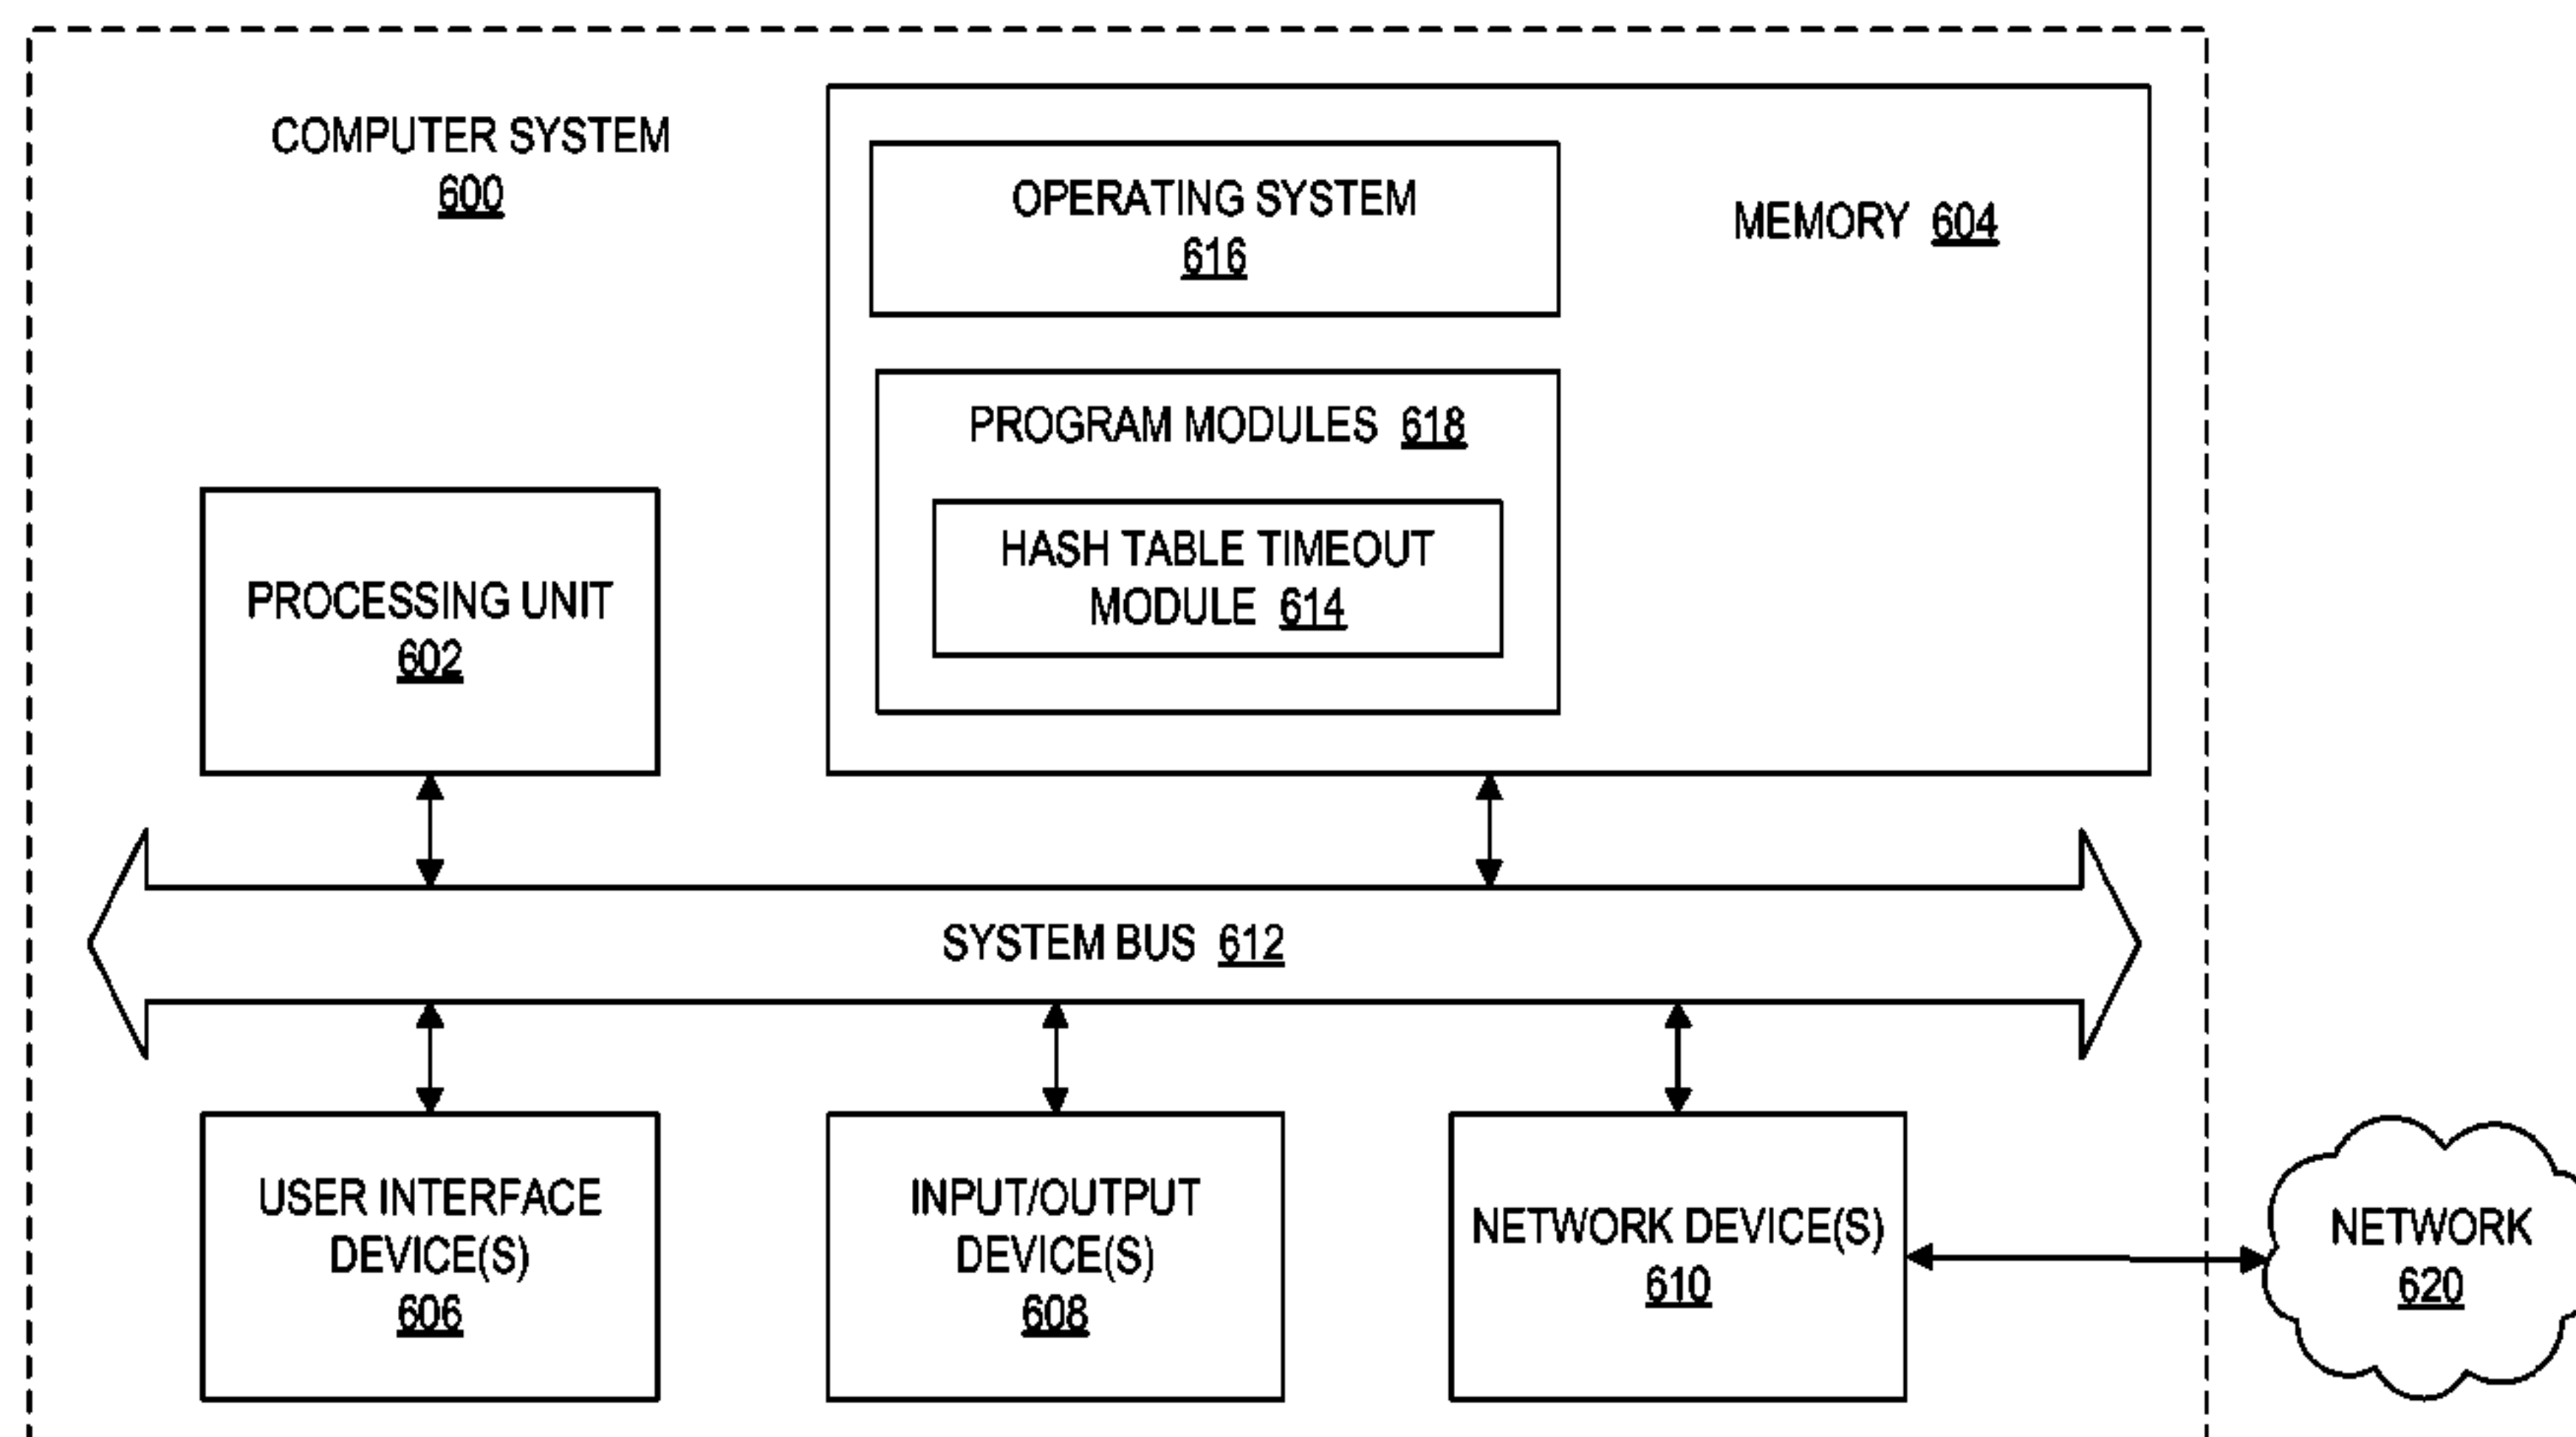 COMPUTER SYSTEM
600
OPERATING SYSTEM
616
MEMORY 604
PROGRAM MODULES 618
HASH TABLE TIMEOUT
MODULE 614
PROCESSING UNIT
602
SYSTEM BUS 612
USER INTERFACE
DEVICE(S)
606
INPUT/OUTPUT
DEVICE(S)
608
NETWORK DEVICE(S)
610
NETWORK
620